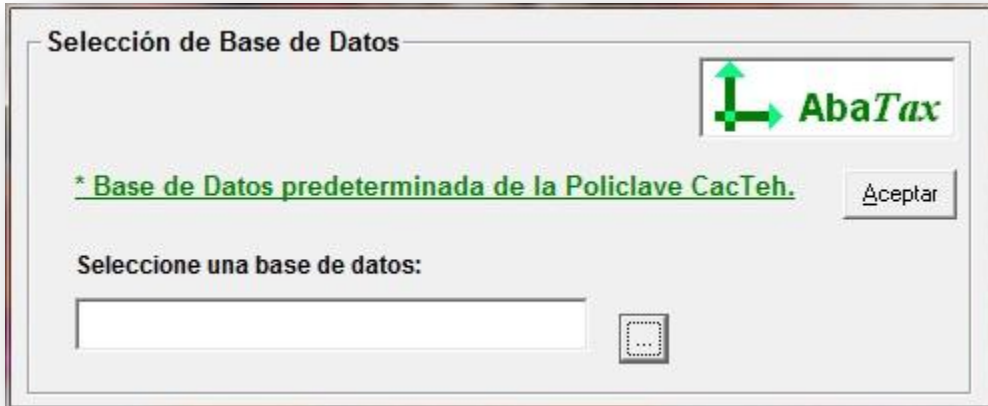 Selección de Base de Datos
AbaTax
* Base de Datos predeterminada de la Policlave CacTeh.
Aceptar
Seleccione una base de datos:
...